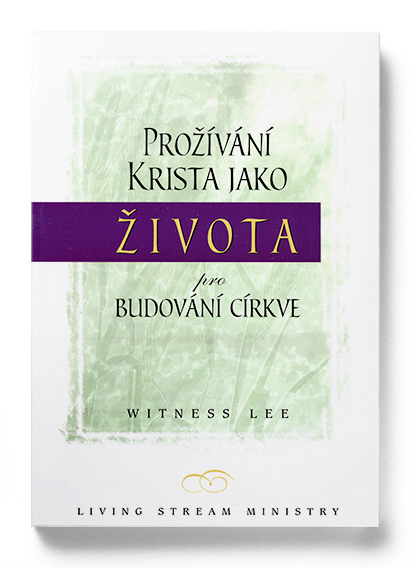 PROŽÍVÁNÍ
KRISTA JAKO
ŽIVOTA
pro
BUDOVÁNÍ CÍRKVE
WITNESS LEE
LIVING STREAM MINISTRY